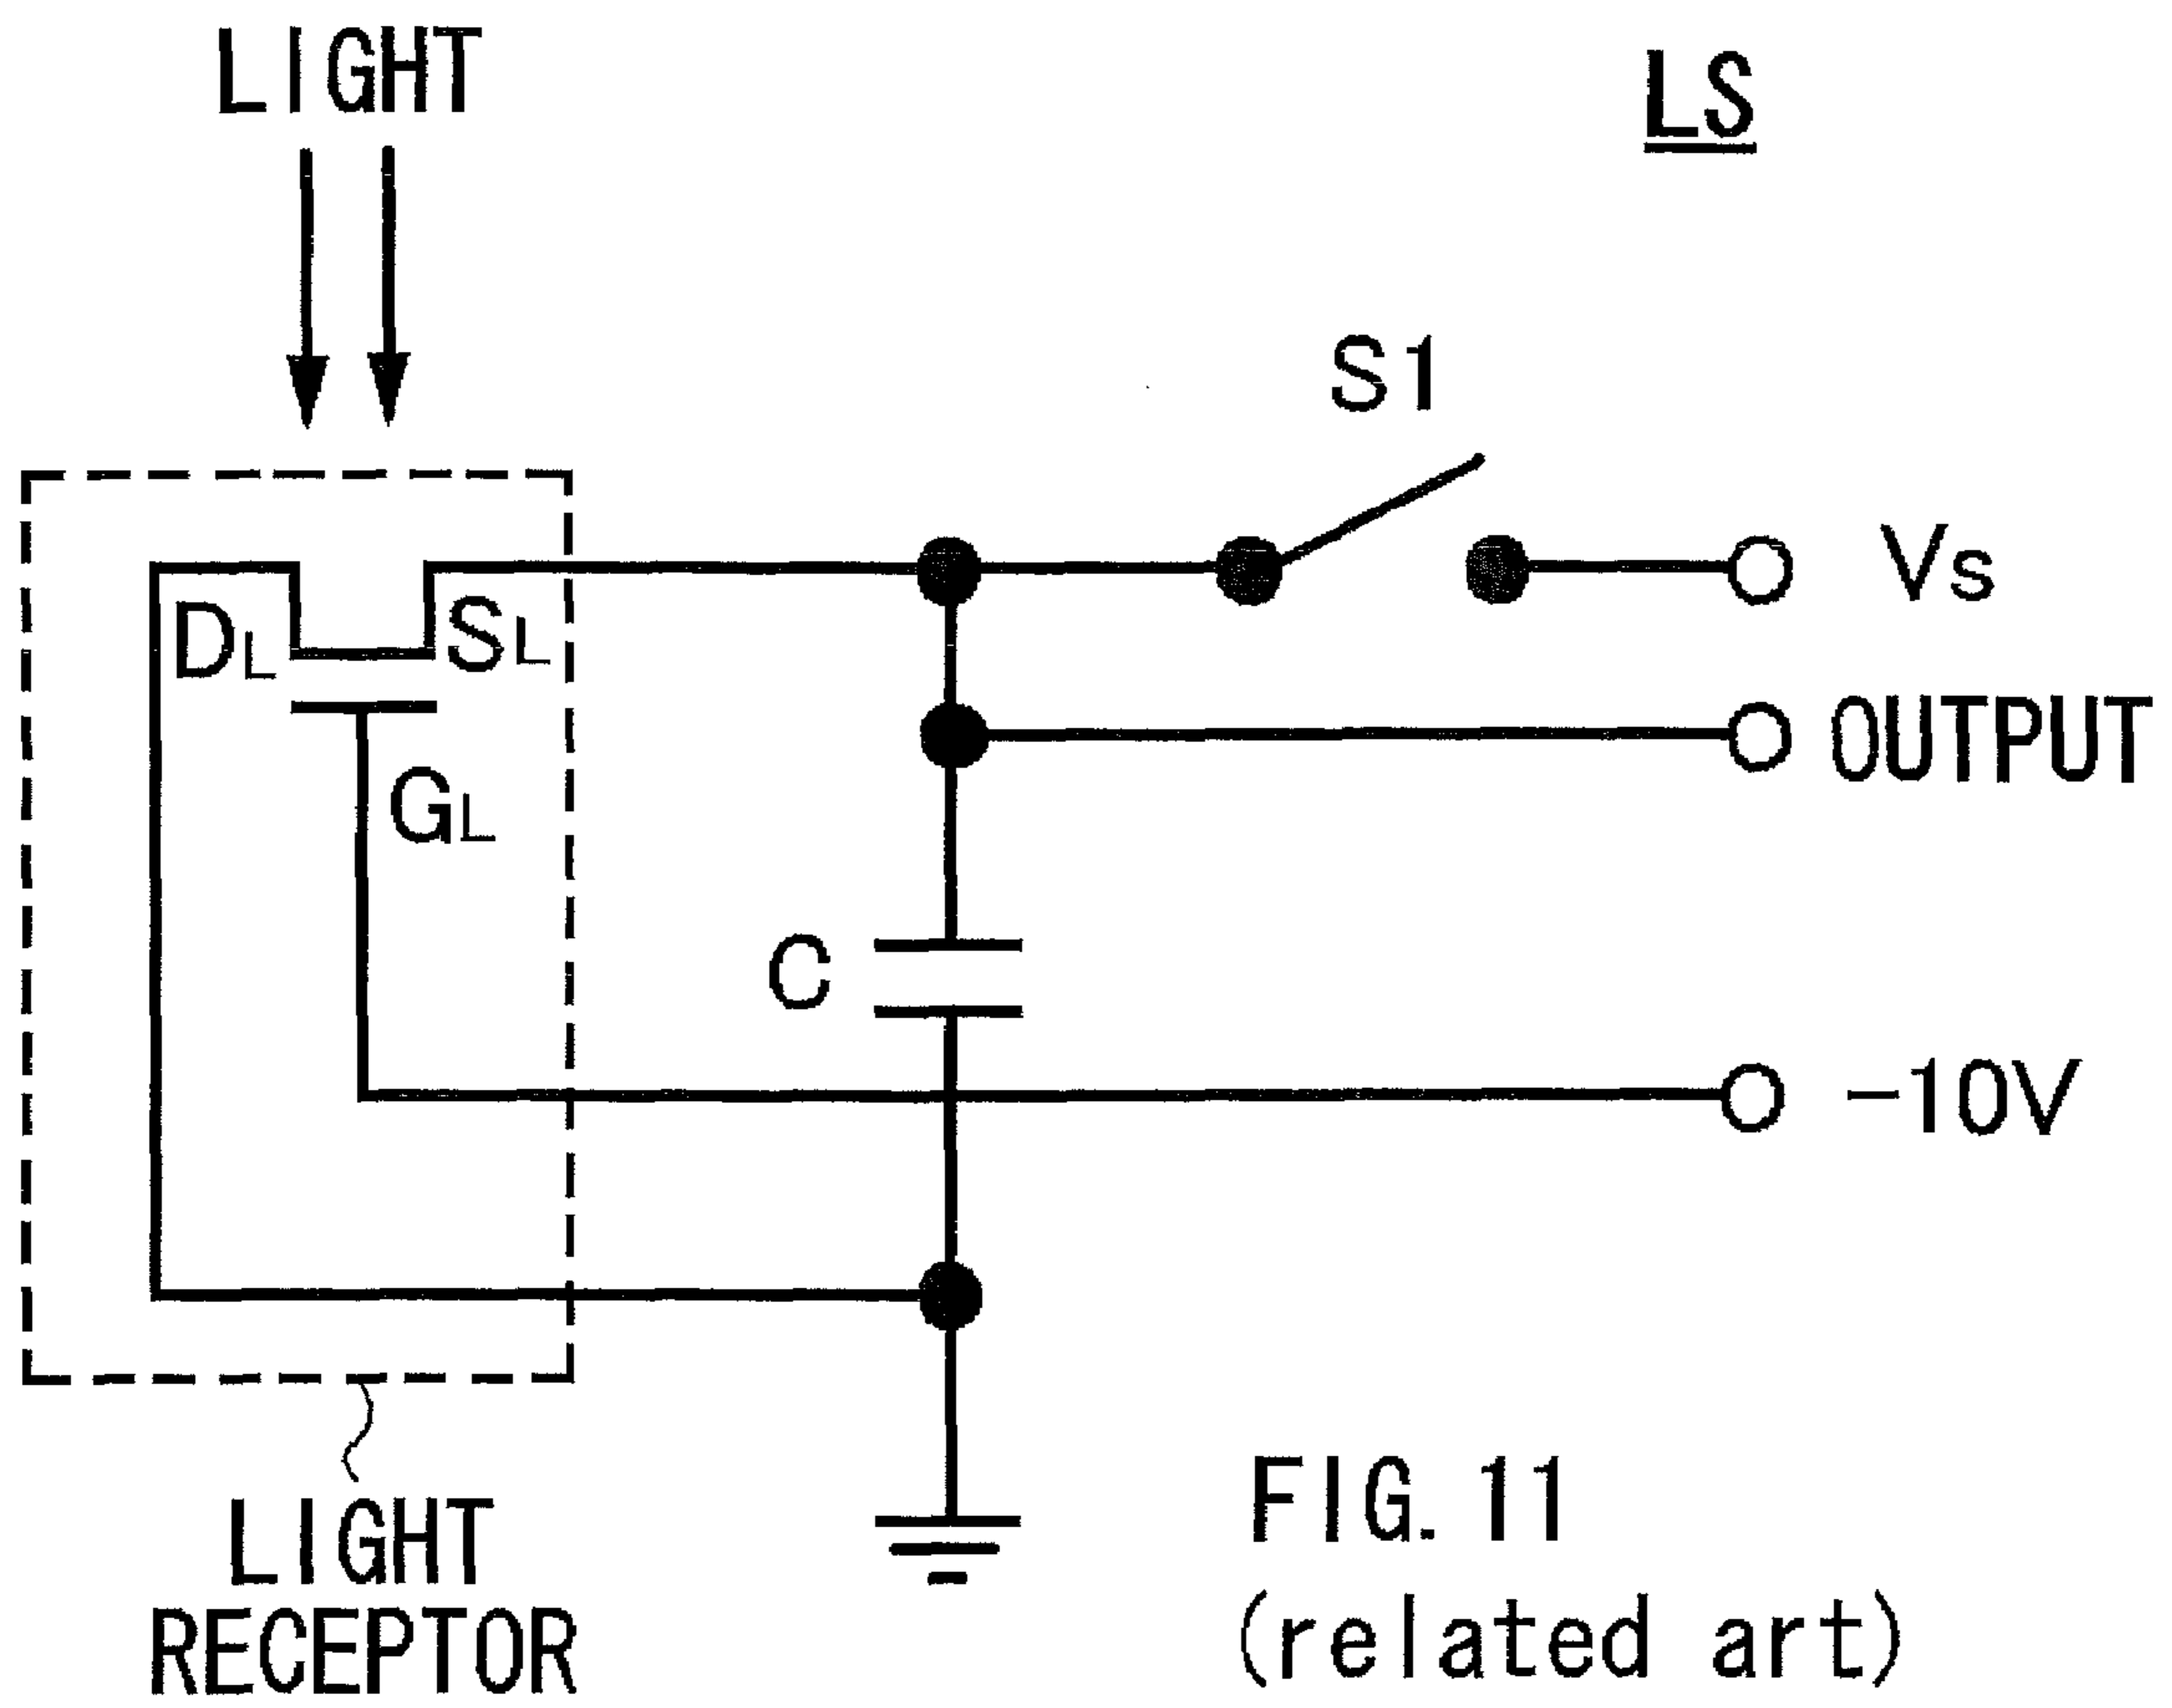 LIGHT
LS
S1
Vs
DL
SL
OUTPUT
GL
C
-10V
LIGHT
RECEPTOR
FIG. 11
(related art)